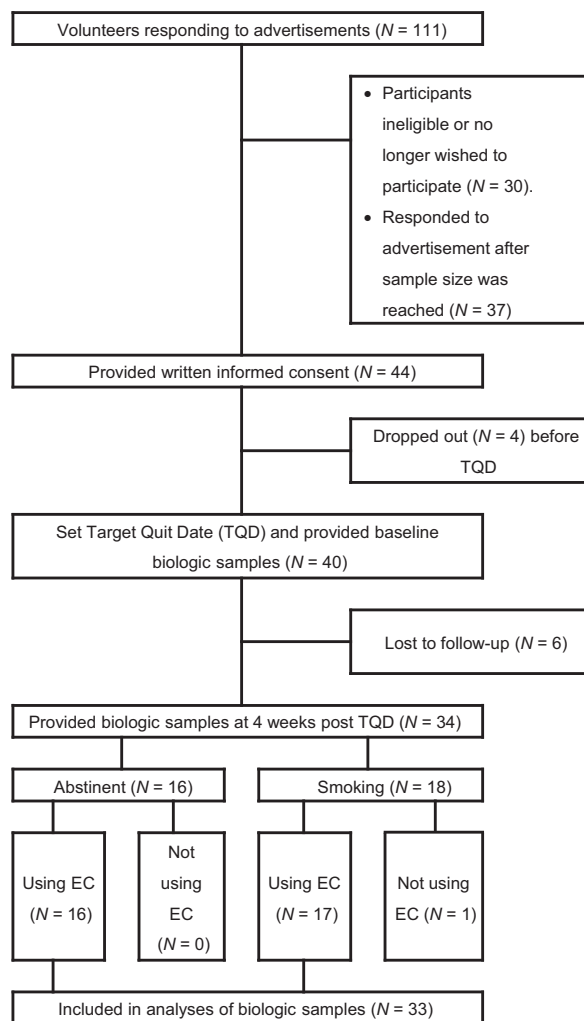 Volunteers responding to advertisements (N = 111)
• Participants
ineligible or no
longer wished to
participate (N = 30).
• Responded to
advertisement after
sample size was
reached (N = 37)
Provided written informed consent (N = 44)
Dropped out (N = 4) before
TQD
Set Target Quit Date (TQD) and provided baseline
biologic samples (N = 40)
Lost to follow-up (N = 6)
Provided biologic samples at 4 weeks post TQD (N = 34)
Abstinent (N = 16)
Smoking (N = 18)
Using EC
(N = 16)
Not
using
EC
(N = 0)
Using EC
(N = 17)
Not using
EC (N = 1)
Included in analyses of biologic samples (N = 33)